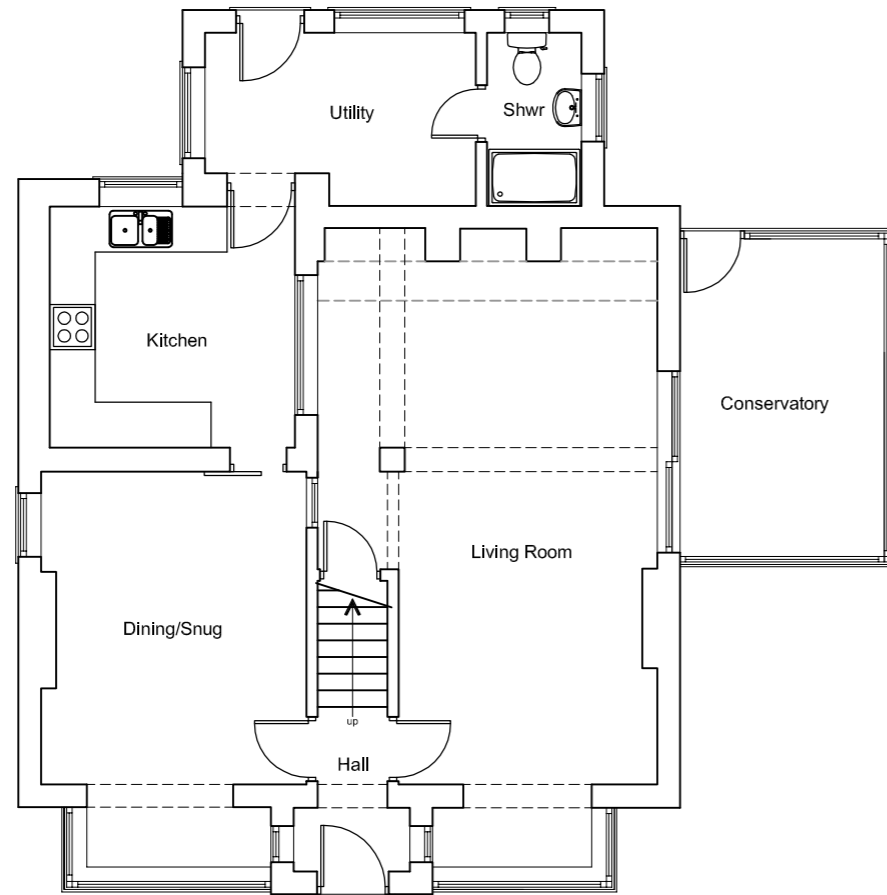 Utility
Shwr
Kitchen
Conservatory
Living Room
Dining/Snug
up
Hall